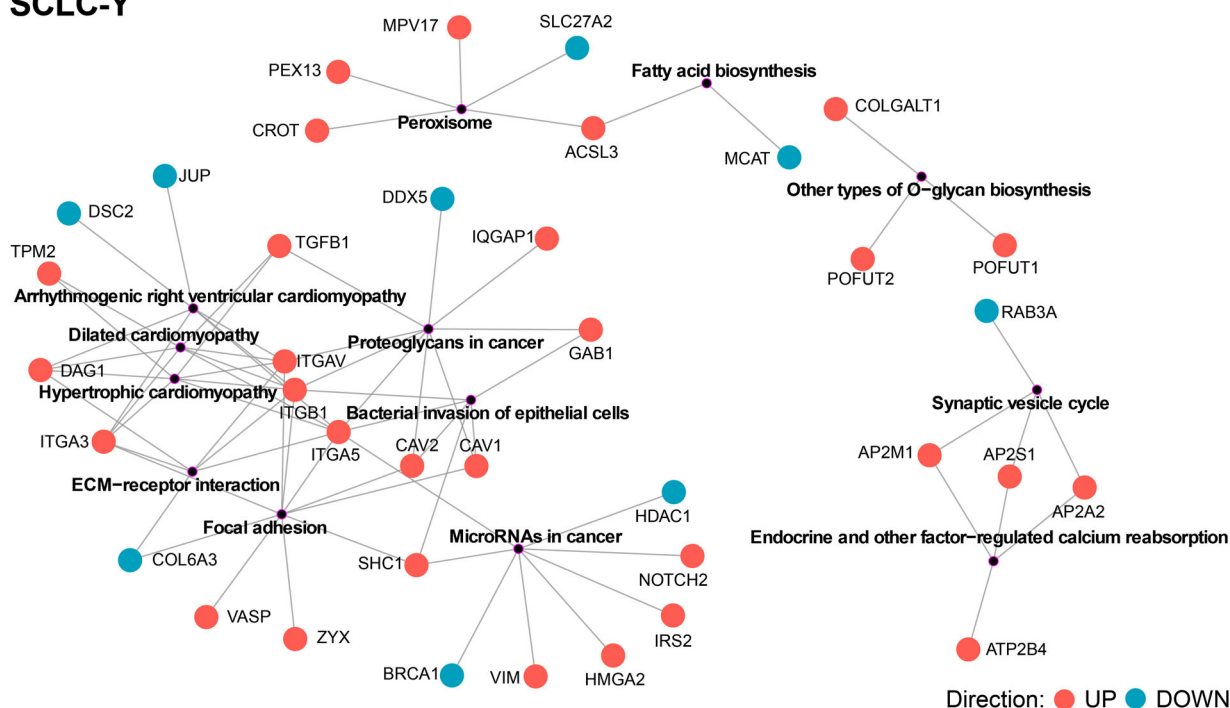 SCLC-Y
MPV17
SLC27A2
PEX13
Fatty acid biosynthesis
COLGALT1
CROT
Peroxisome
ACSL3
MCAT
JUP
Other types of O−glycan biosynthesis
DSC2
DDX5
TPM2
TGFB1
IQGAP1
POFUT2
POFUT1
Arrhythmogenic right ventricular cardiomyopathy
RAB3A
Dilated cardiomyopathy
Proteoglycans in cancer
GAB1
DAG1
ITGAV
Hypertrophic cardiomyopathy
ITGB1
Bacterial invasion of epithelial cells
Synaptic vesicle cycle
ITGA3
ITGA5
CAV2
CAV1
AP2M1
AP2S1
ECM−receptor interaction
AP2A2
HDAC1
Focal adhesion
MicroRNAs in cancer
Endocrine and other factor−regulated calcium reabsorption
COL6A3
SHC1
NOTCH2
VASP
ZYX
IRS2
ATP2B4
BRCA1
VIM
HMGA2
Direction: UP DOWN